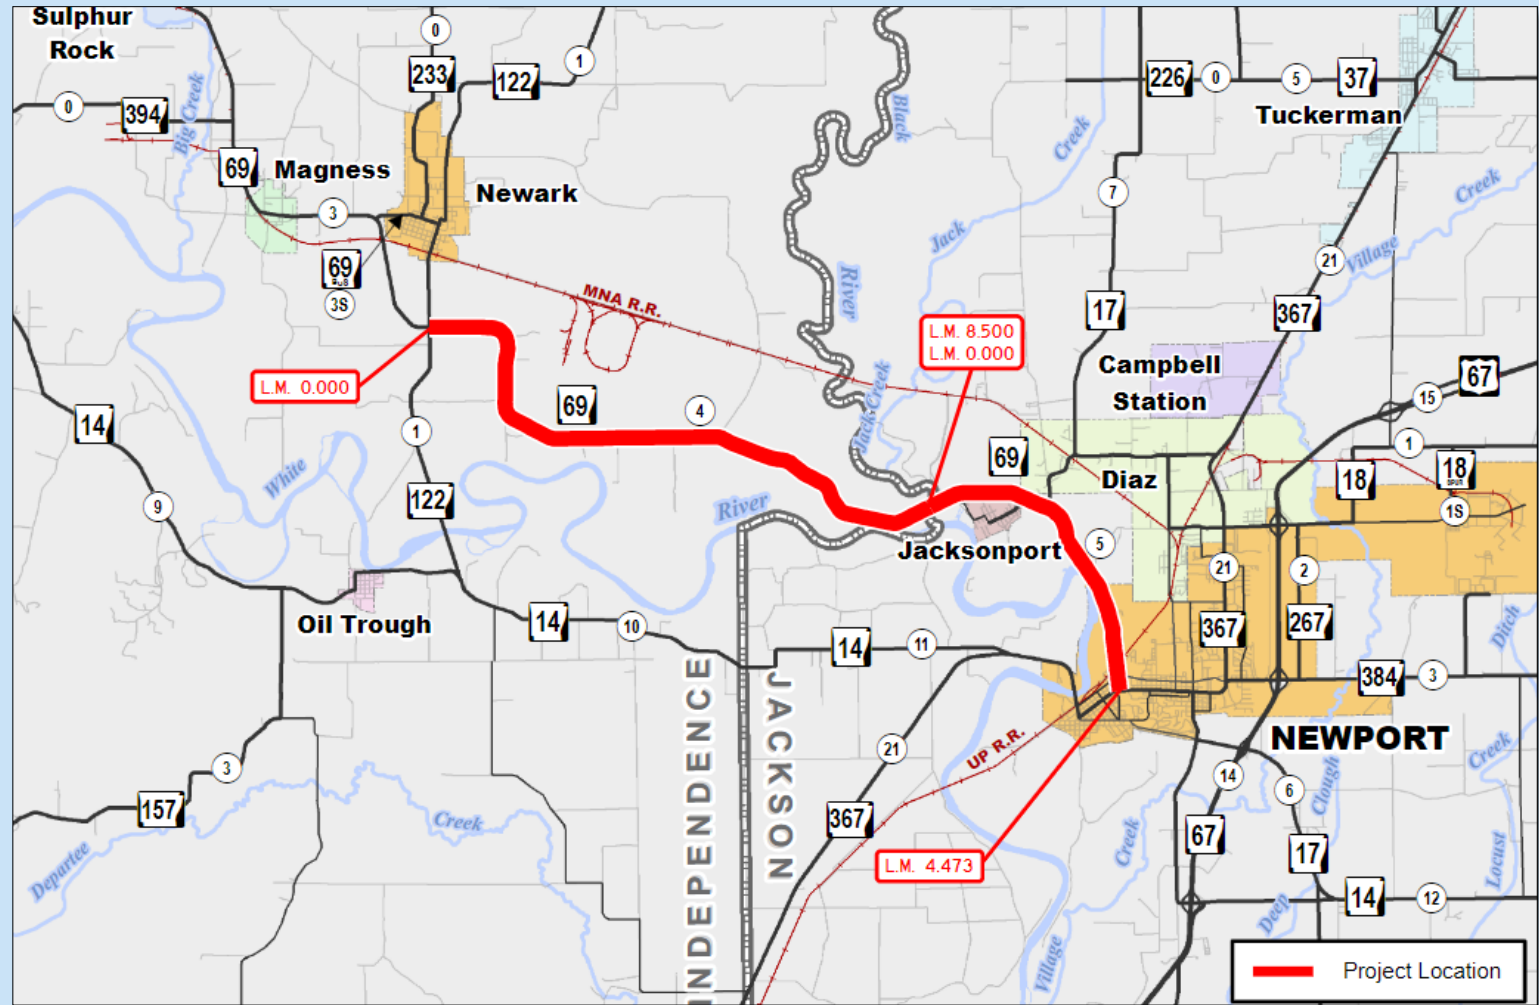 Sulphur
Rock
0
233
122
1
226
0
5
37
0
394
Big Creek
Black
Creek
Tuckerman
69
Magness
Newark
7
Creek
3
Jack
69
BUS
3S
River
21
Village
MNA R.R.
17
367
L.M. 8.500
L.M. 0.000
L.M. 0.000
Campbell
Station
67
15
14
69
4
Jack Creek
1
1
69
Diaz
18
18
SPUR
1S
White
122
River
9
Jacksonport
5
21
2
Oil Trough
14
10
14
11
367
267
Ditch
384
3
INDEPENDENCE
JACKSON
NEWPORT
21
UP R.R.
14
6
Clough
Creek
3
157
Creek
367
67
17
Creek
Locust
Departee
L.M. 4.473
14
12
Deep
Village
Project Location